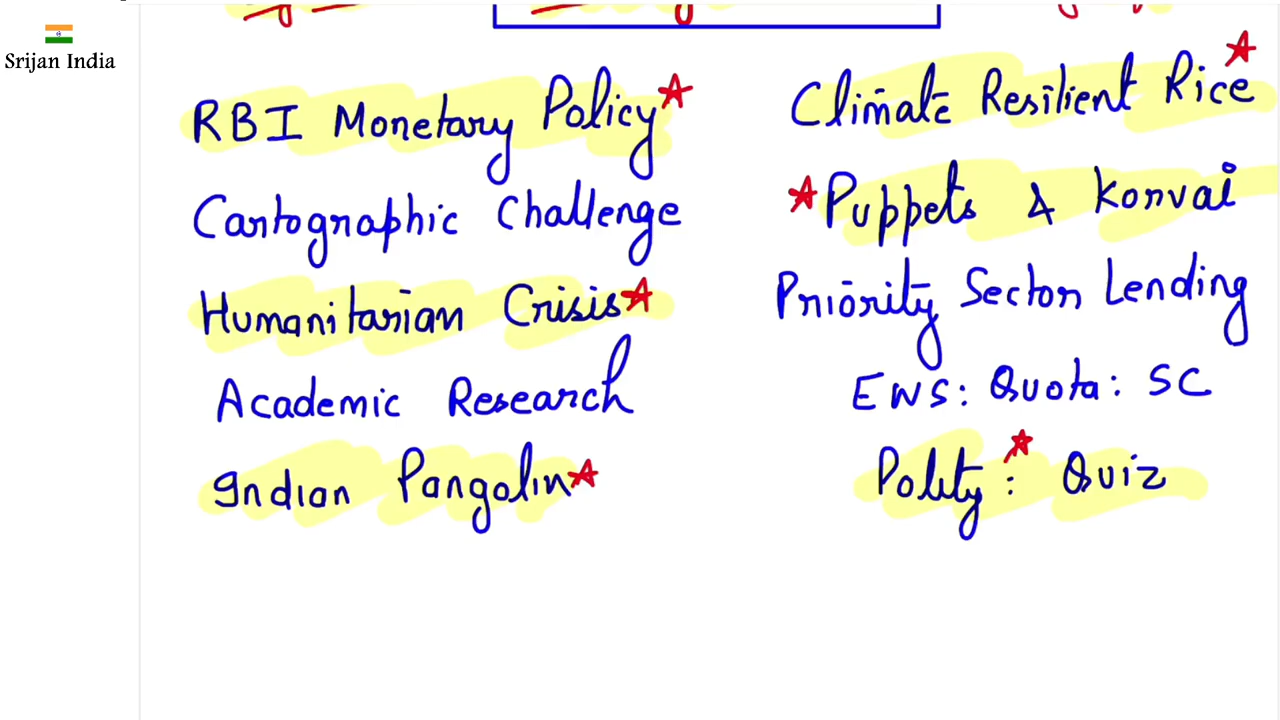 Srijan India
RBI Monetary Policy
Cartographic Challenge
Humanitarian Crisis
Academic Research
Indian Pangolin
Climate Resilient Rice
Puppets & Korvai
Priority Sector Lending
EWS: Quota: SC
Polity: Quiz